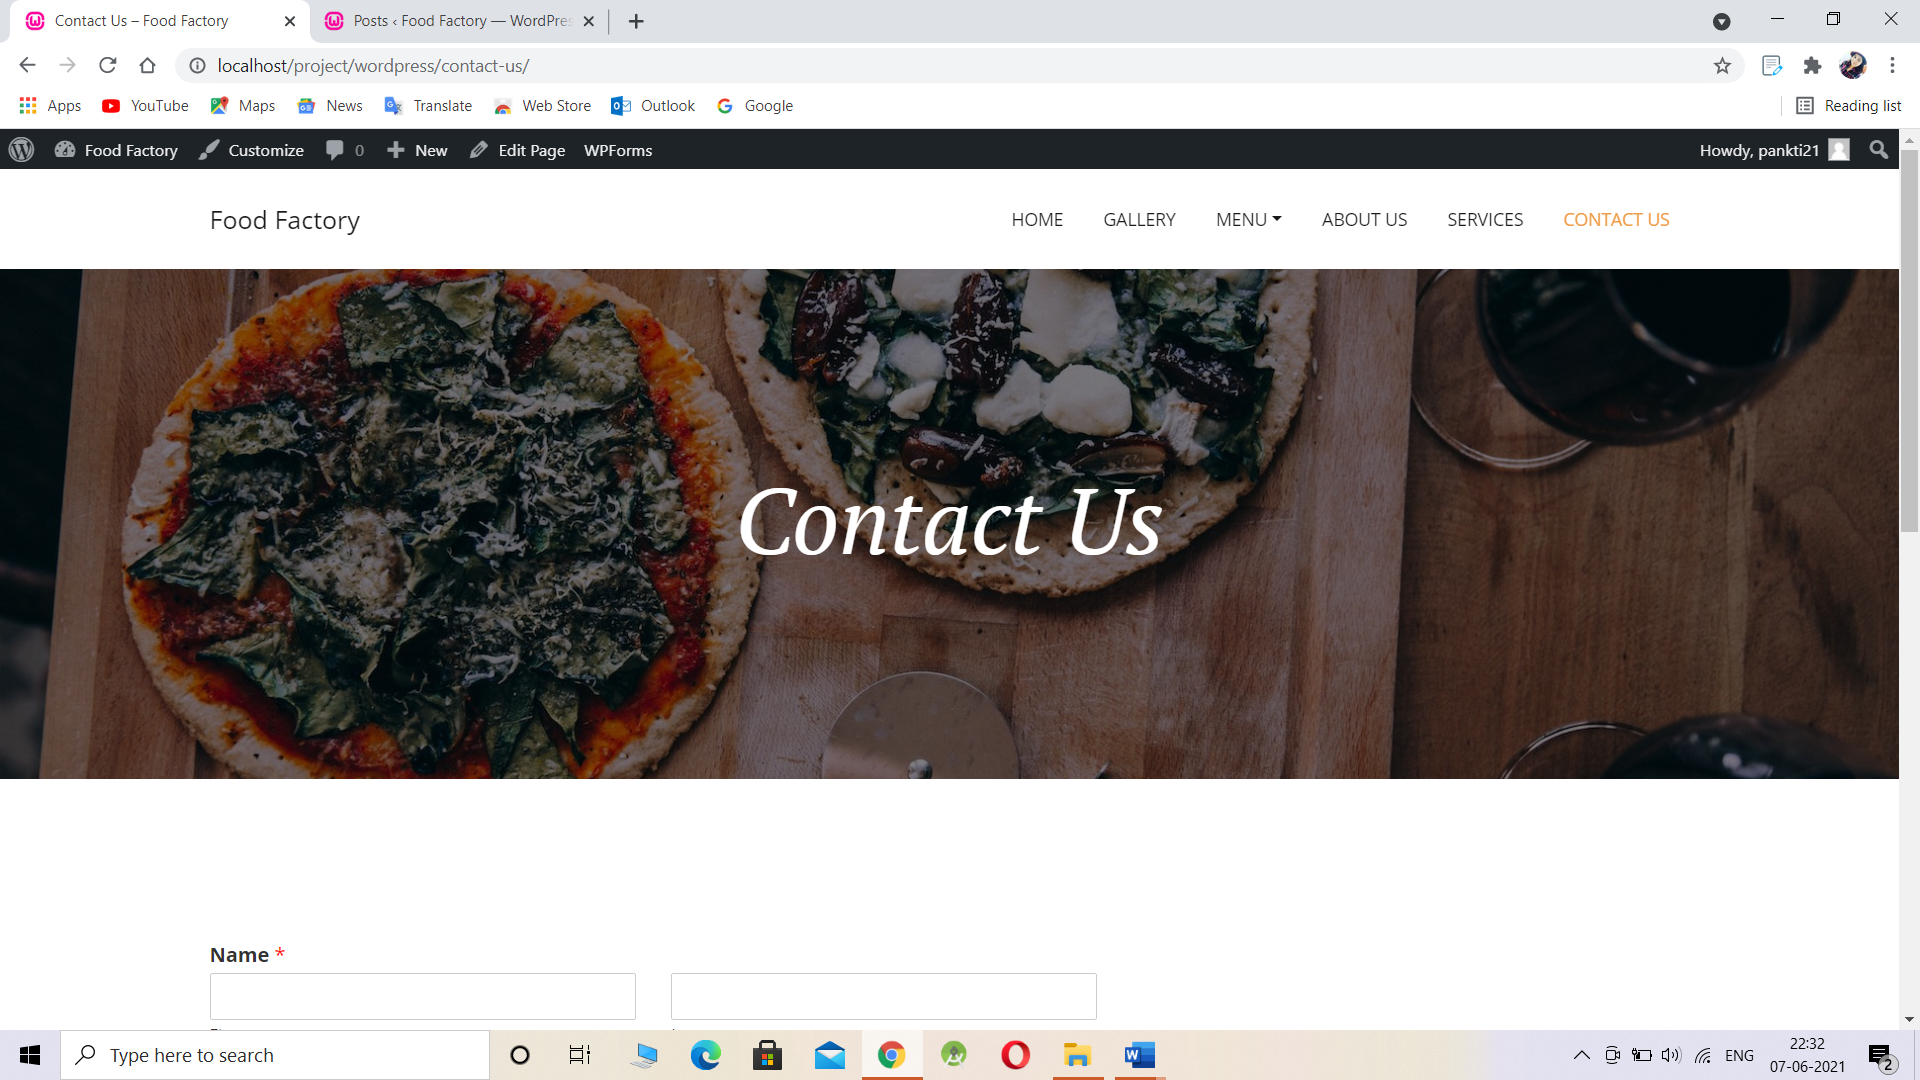 Contact Us – Food Factory
Posts ‹ Food Factory — WordPres
localhost/project/wordpress/contact-us/
Apps YouTube Maps News Translate Web Store Outlook Google Reading list
Food Factory Customize 0 New Edit Page WPForms Howdy, pankti21
Food Factory HOME GALLERY MENU ABOUT US SERVICES CONTACT US
Contact Us
Name *
Type here to search
ENG
22:32
07-06-2021
2